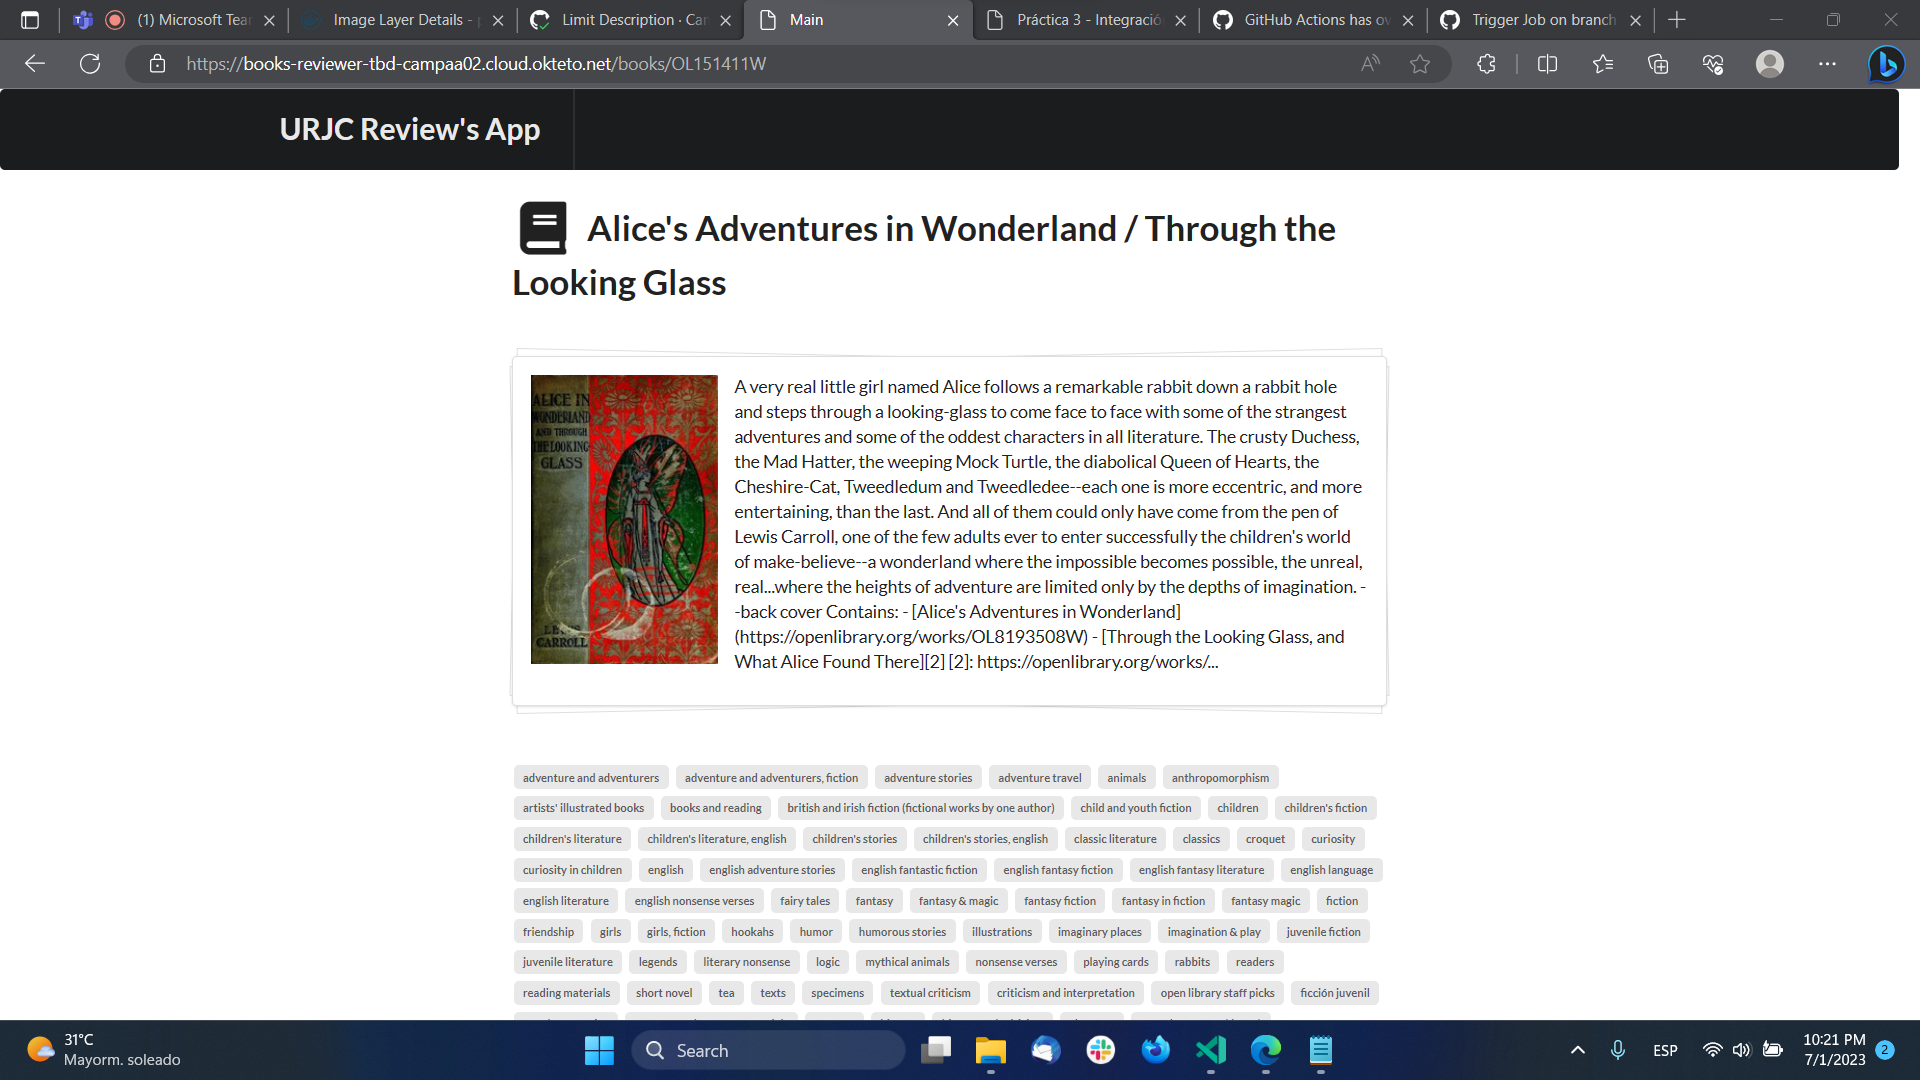 (1) Microsoft Tea
Image Layer Details -
Limit Description · Ca
Main
Práctica 3 - Integració
GitHub Actions has ov
Trigger Job on branch
https://books-reviewer-tbd-campaa02.cloud.okteto.net/books/OL151411W
URJC Review's App
Alice's Adventures in Wonderland / Through the
Looking Glass
ALICE IN
WONDERLAND
AND THROUGH
THE LOOKING
GLASS
LEWIS
CARROLL
A very real little girl named Alice follows a remarkable rabbit down a rabbit hole
and steps through a looking-glass to come face to face with some of the strangest
adventures and some of the oddest characters in all literature. The crusty Duchess,
the Mad Hatter, the weeping Mock Turtle, the diabolical Queen of Hearts, the
Cheshire-Cat, Tweedledum and Tweedledee--each one is more eccentric, and more
entertaining, than the last. And all of them could only have come from the pen of
Lewis Carroll, one of the few adults ever to enter successfully the children's world
of make-believe--a wonderland where the impossible becomes possible, the unreal,
real...where the heights of adventure are limited only by the depths of imagination. -
-back cover Contains: - [Alice's Adventures in Wonderland]
(https://openlibrary.org/works/OL8193508W) - [Through the Looking Glass, and
What Alice Found There][2] [2]: https://openlibrary.org/works/...
adventure and adventurers adventure and adventurers, fiction adventure stories adventure travel animals anthropomorphism
artists' illustrated books books and reading british and irish fiction (fictional works by one author) child and youth fiction children children's fiction
children's literature children's literature, english children's stories children's stories, english classic literature classics croquet curiosity
curiosity in children english english adventure stories english fantastic fiction english fantasy fiction english fantasy literature english language
english literature english nonsense verses fairy tales fantasy fantasy & magic fantasy fiction fantasy in fiction fantasy magic fiction
friendship girls girls, fiction hookahs humor humorous stories illustrations imaginary places imagination & play juvenile fiction
juvenile literature legends literary nonsense logic mythical animals nonsense verses playing cards rabbits readers
reading materials short novel tea texts specimens textual criticism criticism and interpretation open library staff picks ficción juvenil
31°C
Mayorm. soleado
Search
ESP
10:21 PM
7/1/2023
2